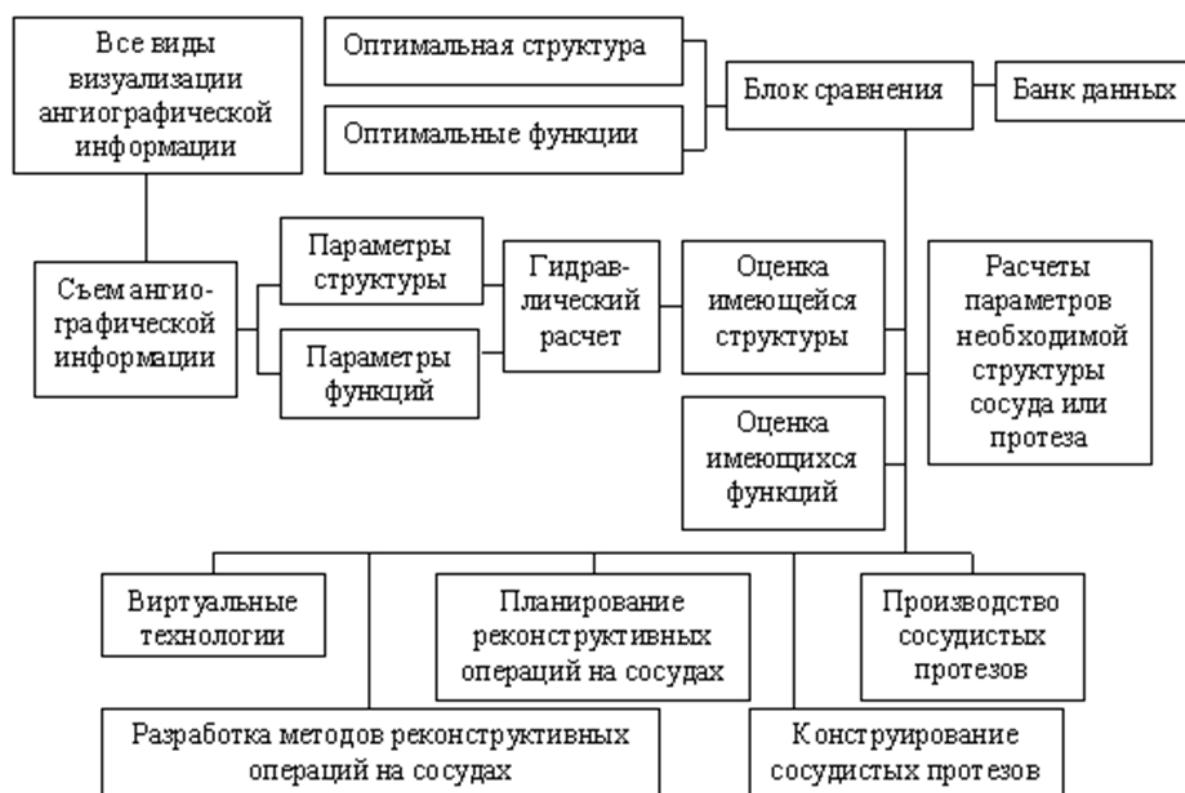 Все виды
визуализации
ангиографической
информации
Оптимальная структура
Оптимальные функции
Блок сравнения
Банк данных
Съем ангио-
графической
информации
Параметры
структуры
Параметры
функций
Гидрав-
лический
расчет
Оценка
имеющейся
структуры
Оценка
имеющихся
функций
Расчеты
параметров
необходимой
структуры
сосуда или
протеза
Виртуальные
технологии
Планирование
реконструктивных
операций на сосудах
Производство
сосудистых
протезов
Разработка методов реконструктивных
операций на сосудах
Конструирование
сосудистых протезов